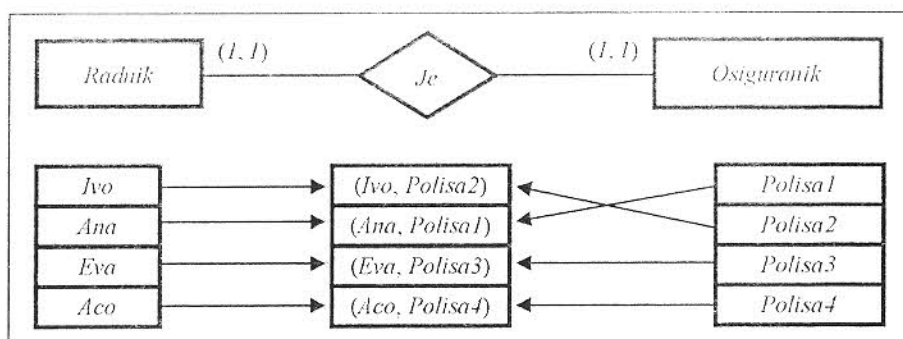 (1, 1) (1, 1)
Radnik Je Osiguranik
Ivo (Ivo, Polisa2) Polisa1
Ana (Ana, Polisa1) Polisa2
Eva (Eva, Polisa3) Polisa3
Aco (Aco, Polisa4) Polisa4